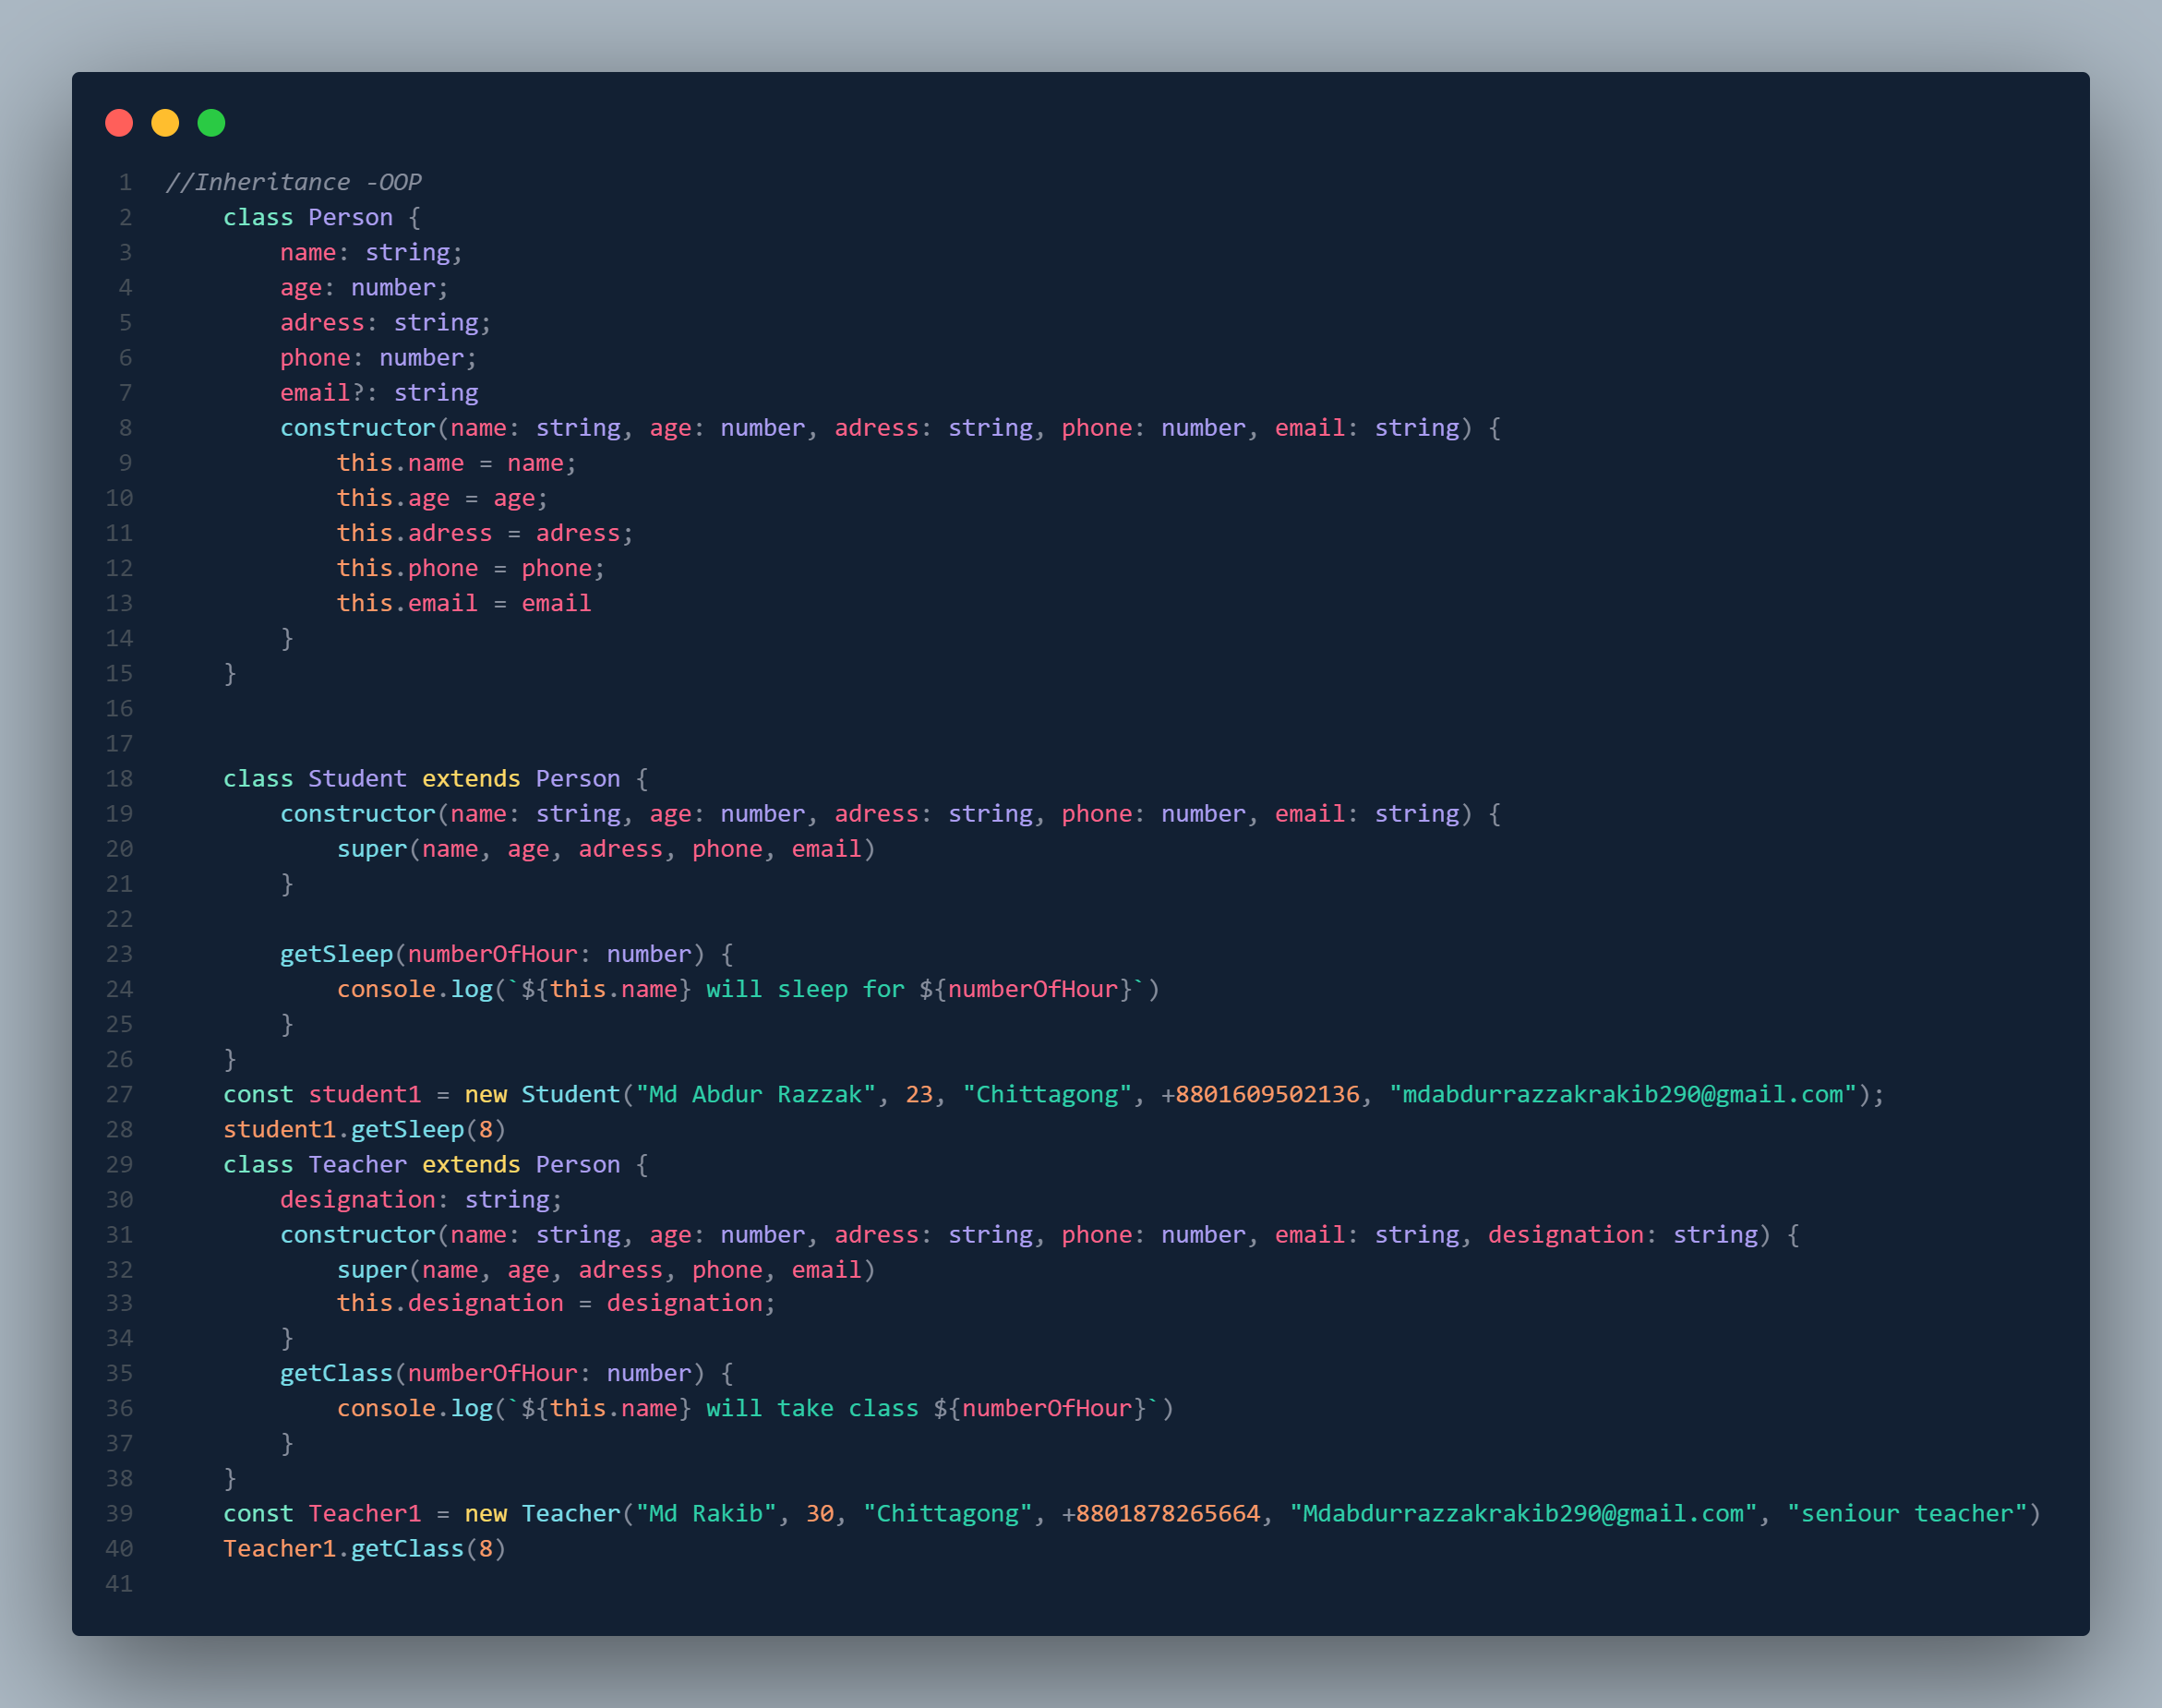 1 //Inheritance -OOP
2     class Person {
3         name: string;
4         age: number;
5         adress: string;
6         phone: number;
7         email?: string
8         constructor(name: string, age: number, adress: string, phone: number, email: string) {
9             this.name = name;
10             this.age = age;
11             this.adress = adress;
12             this.phone = phone;
13             this.email = email
14         }
15     }
16
17
18     class Student extends Person {
19         constructor(name: string, age: number, adress: string, phone: number, email: string) {
20             super(name, age, adress, phone, email)
21         }
22
23         getSleep(numberOfHour: number) {
24             console.log(`${this.name} will sleep for ${numberOfHour}`)
25         }
26     }
27     const student1 = new Student("Md Abdur Razzak", 23, "Chittagong", +8801609502136, "mdabdurrazzakrakib290@gmail.com");
28     student1.getSleep(8)
29     class Teacher extends Person {
30         designation: string;
31         constructor(name: string, age: number, adress: string, phone: number, email: string, designation: string) {
32             super(name, age, adress, phone, email)
33             this.designation = designation;
34         }
35         getClass(numberOfHour: number) {
36             console.log(`${this.name} will take class ${numberOfHour}`)
37         }
38     }
39     const Teacher1 = new Teacher("Md Rakib", 30, "Chittagong", +8801878265664, "Mdabdurrazzakrakib290@gmail.com", "seniour teacher")
40     Teacher1.getClass(8)
41